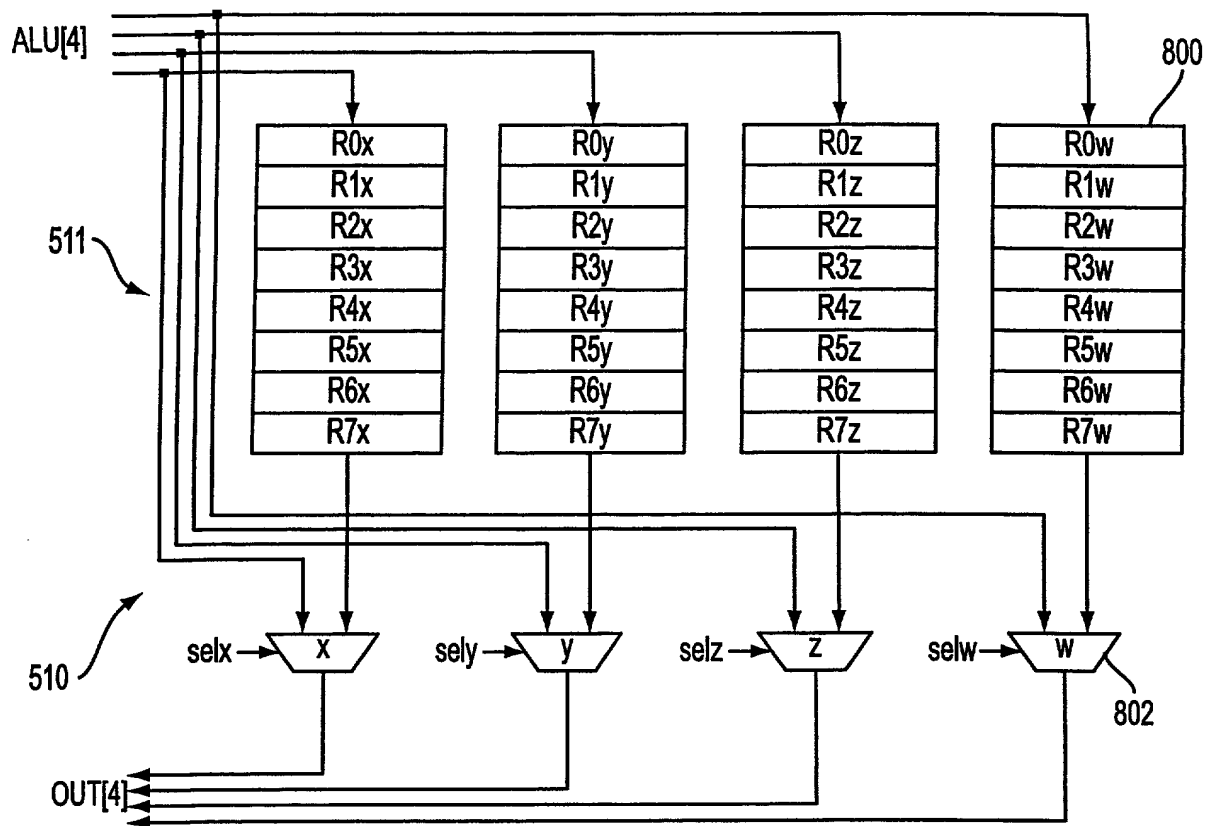 ALU[4]
800
R0x R0y R0z R0w
R1x R1y R1z R1w
R2x R2y R2z R2w
511
R3x R3y R3z R3w
R4x R4y R4z R4w
R5x R5y R5z R5w
R6x R6y R6z R6w
R7x R7y R7z R7w
selx x sely y selz z selw w
510
802
OUT[4]